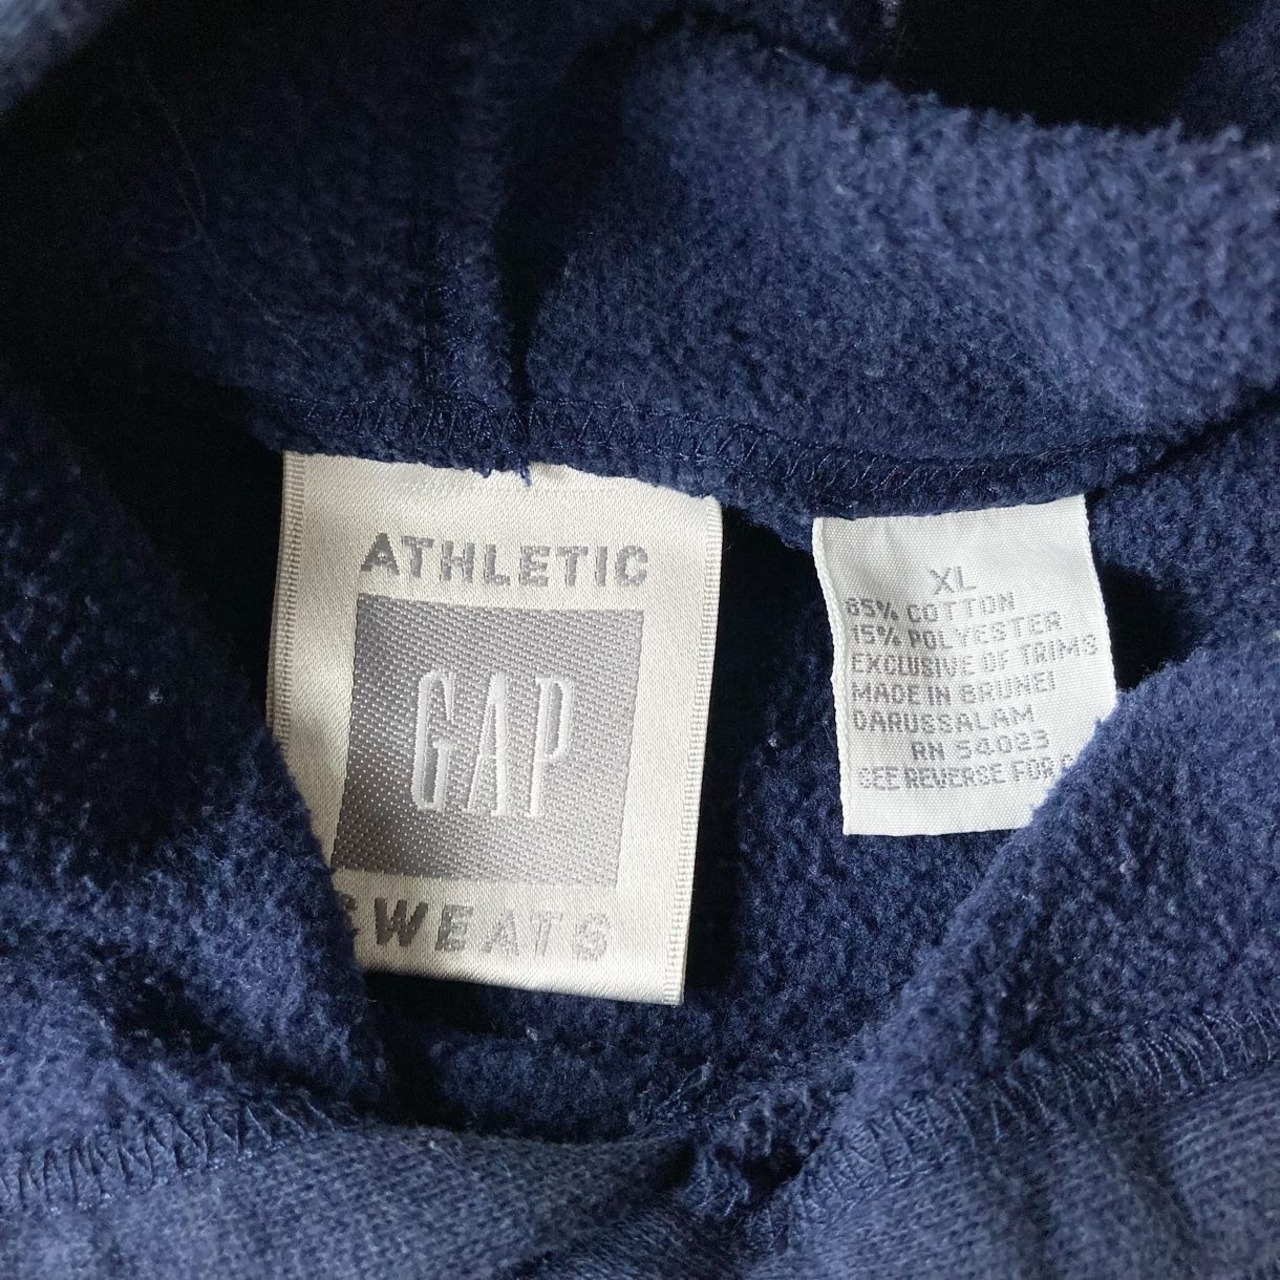 ATHLETIC
GAP
SWEATS
XL
85% COTTON
15% POLYESTER
EXCLUSIVE OF TRIMS
MADE IN BRUNEI
DARUSSALAM
RN 54023
SEE REVERSE FOR